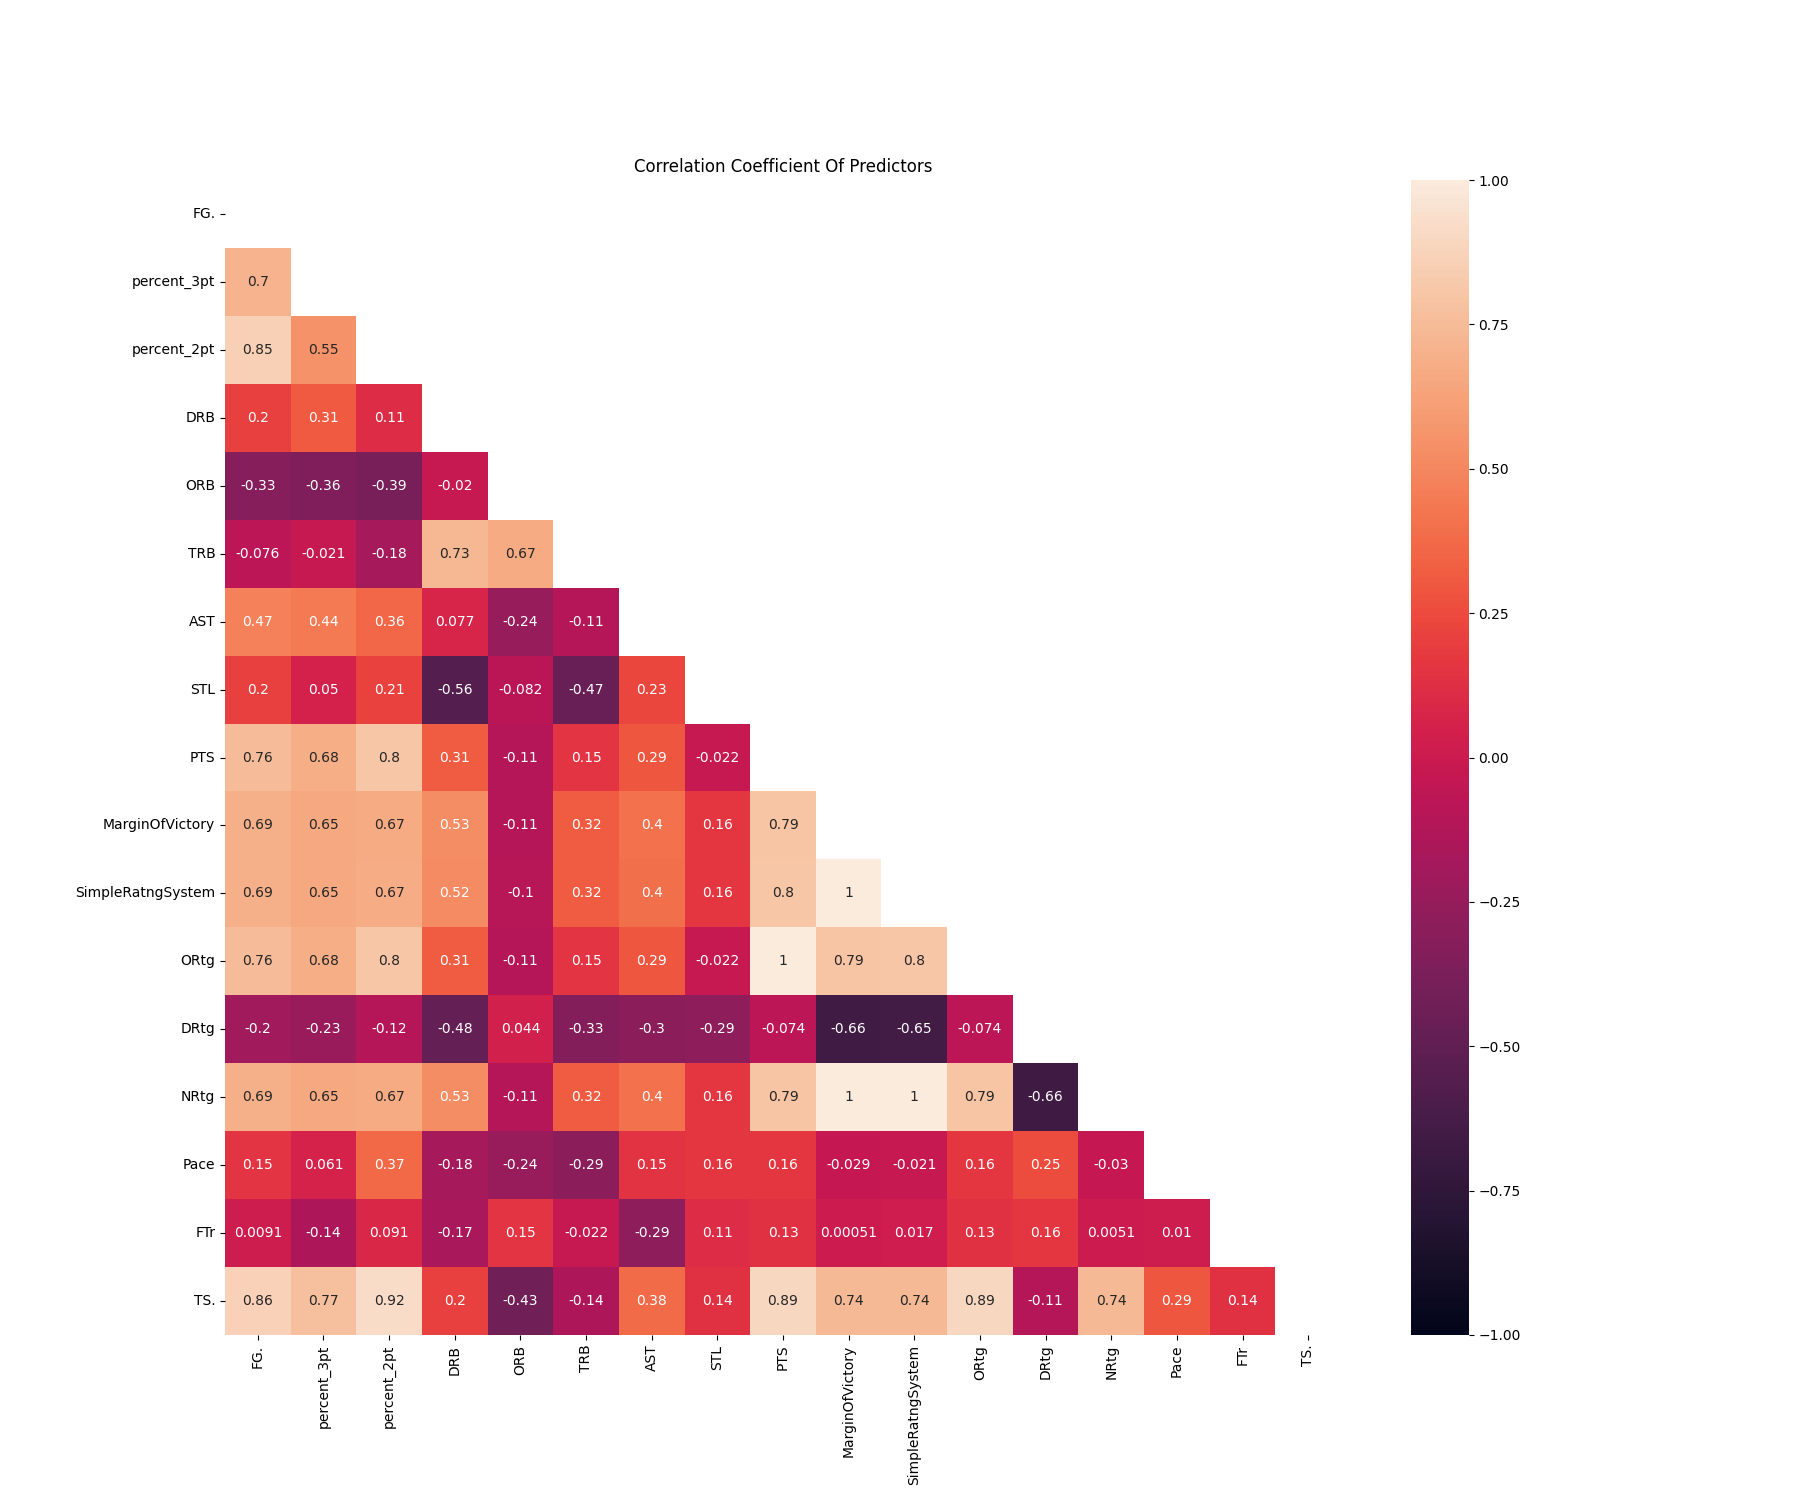 Correlation Coefficient Of Predictors
FG.
percent_3pt 0.7
percent_2pt 0.85 0.55
DRB 0.2 0.31 0.11
ORB -0.33 -0.36 -0.39 -0.02
TRB -0.076 -0.021 -0.18 0.73 0.67
AST 0.47 0.44 0.36 0.077 -0.24 -0.11
STL 0.2 0.05 0.21 -0.56 -0.082 -0.47 0.23
PTS 0.76 0.68 0.8 0.31 -0.11 0.15 0.29 -0.022
MarginOfVictory 0.69 0.65 0.67 0.53 -0.11 0.32 0.4 0.16 0.79
SimpleRatngSystem 0.69 0.65 0.67 0.52 -0.1 0.32 0.4 0.16 0.8 1
ORtg 0.76 0.68 0.8 0.31 -0.11 0.15 0.29 -0.022 1 0.79 0.8
DRtg -0.2 -0.23 -0.12 -0.48 0.044 -0.33 -0.3 -0.29 -0.074 -0.66 -0.65 -0.074
NRtg 0.69 0.65 0.67 0.53 -0.11 0.32 0.4 0.16 0.79 1 1 0.79 -0.66
Pace 0.15 0.061 0.37 -0.18 -0.24 -0.29 0.15 0.16 0.16 -0.029 -0.021 0.16 0.25 -0.03
FTr 0.0091 -0.14 0.091 -0.17 0.15 -0.022 -0.29 0.11 0.13 0.00051 0.017 0.13 0.16 0.0051 0.01
TS. 0.86 0.77 0.92 0.2 -0.43 -0.14 0.38 0.14 0.89 0.74 0.74 0.89 -0.11 0.74 0.29 0.14
FG. percent_3pt percent_2pt DRB ORB TRB AST STL PTS MarginOfVictory SimpleRatngSystem ORtg DRtg NRtg Pace FTr TS.
1.00
0.75
0.50
0.25
0.00
−0.25
−0.50
−0.75
−1.00